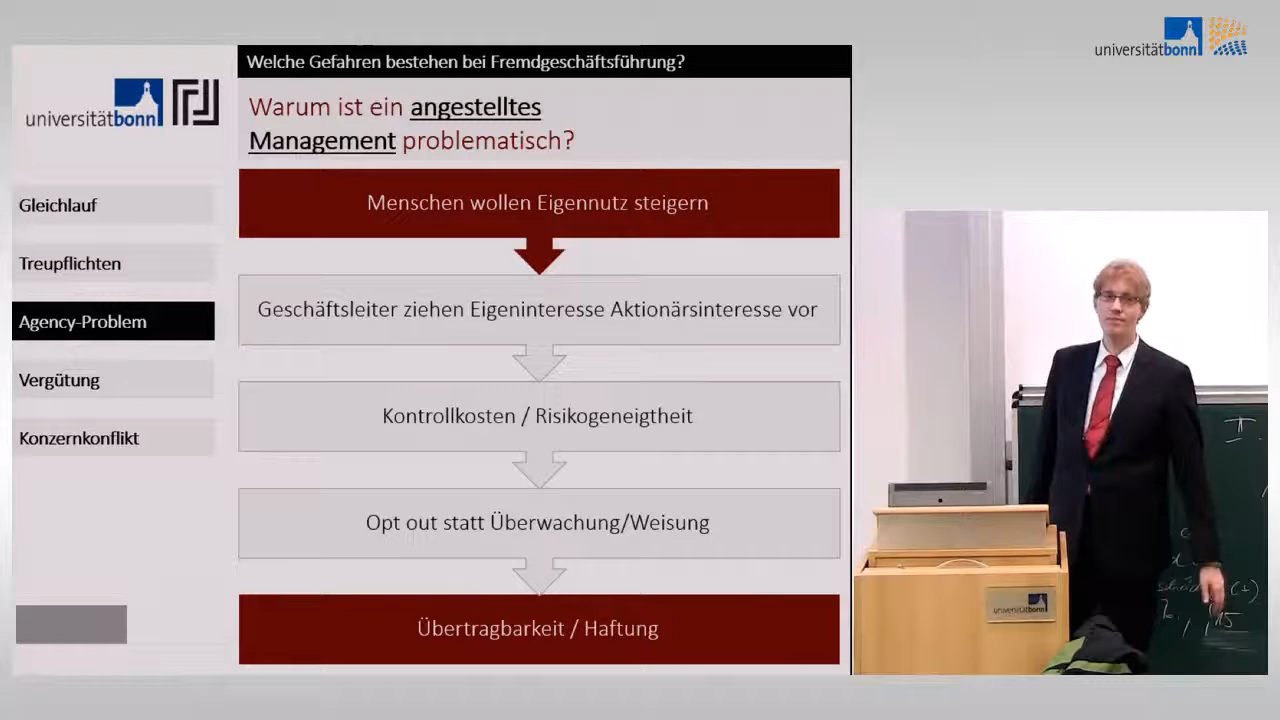 universitätbonn
Welche Gefahren bestehen bei Fremdgeschäftsführung?
universitätbonn
Warum ist ein angestelltes
Management problematisch?
Gleichlauf
Treupflichten
Agency-Problem
Vergütung
Konzernkonflikt
Menschen wollen Eigennutz steigern
Geschäftsleiter ziehen Eigeninteresse Aktionärsinteresse vor
Kontrollkosten / Risikogeneigtheit
Opt out statt Überwachung/Weisung
Übertragbarkeit / Haftung
universitätbonn